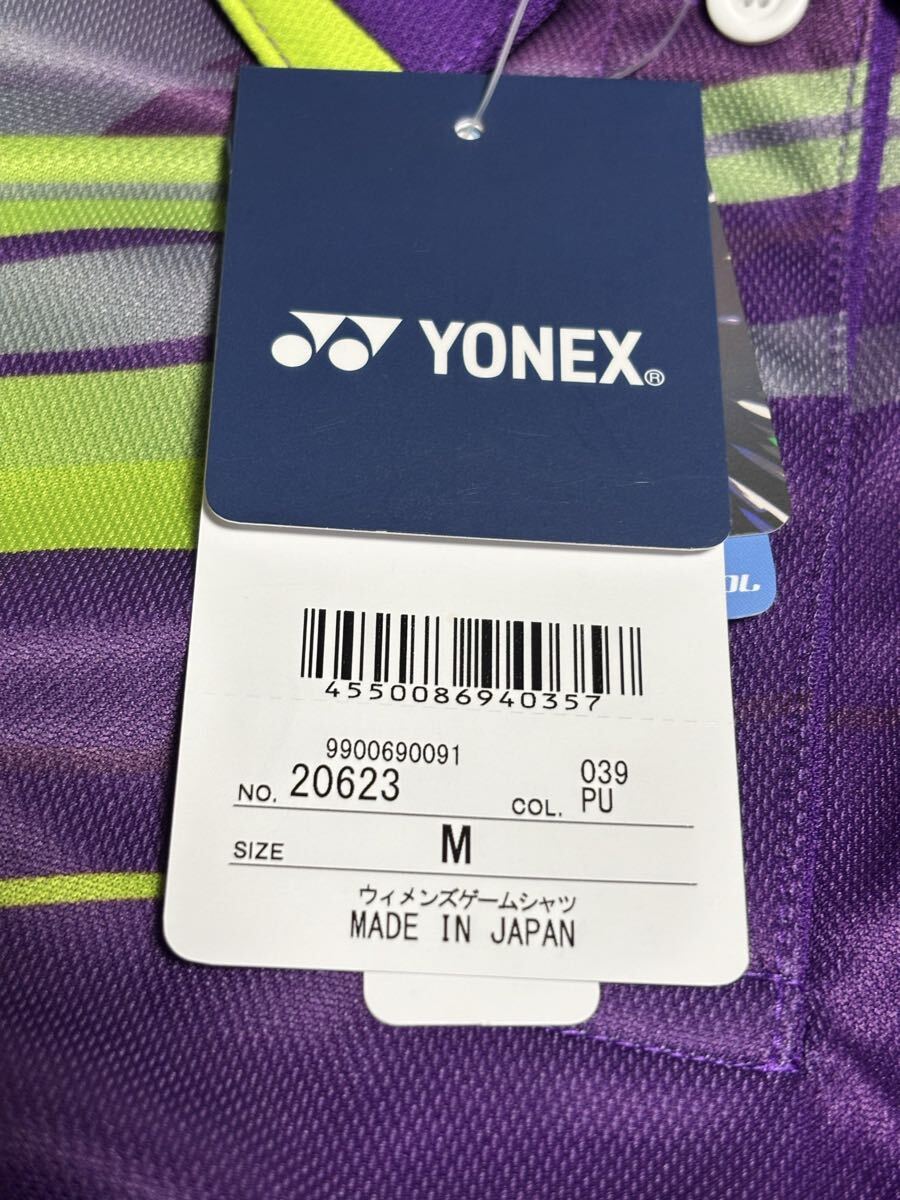 YONEX®
4550086940357
9900690091
NO. 20623
COL. 039 PU
SIZE M
ウィメンズゲームシャツ
MADE IN JAPAN